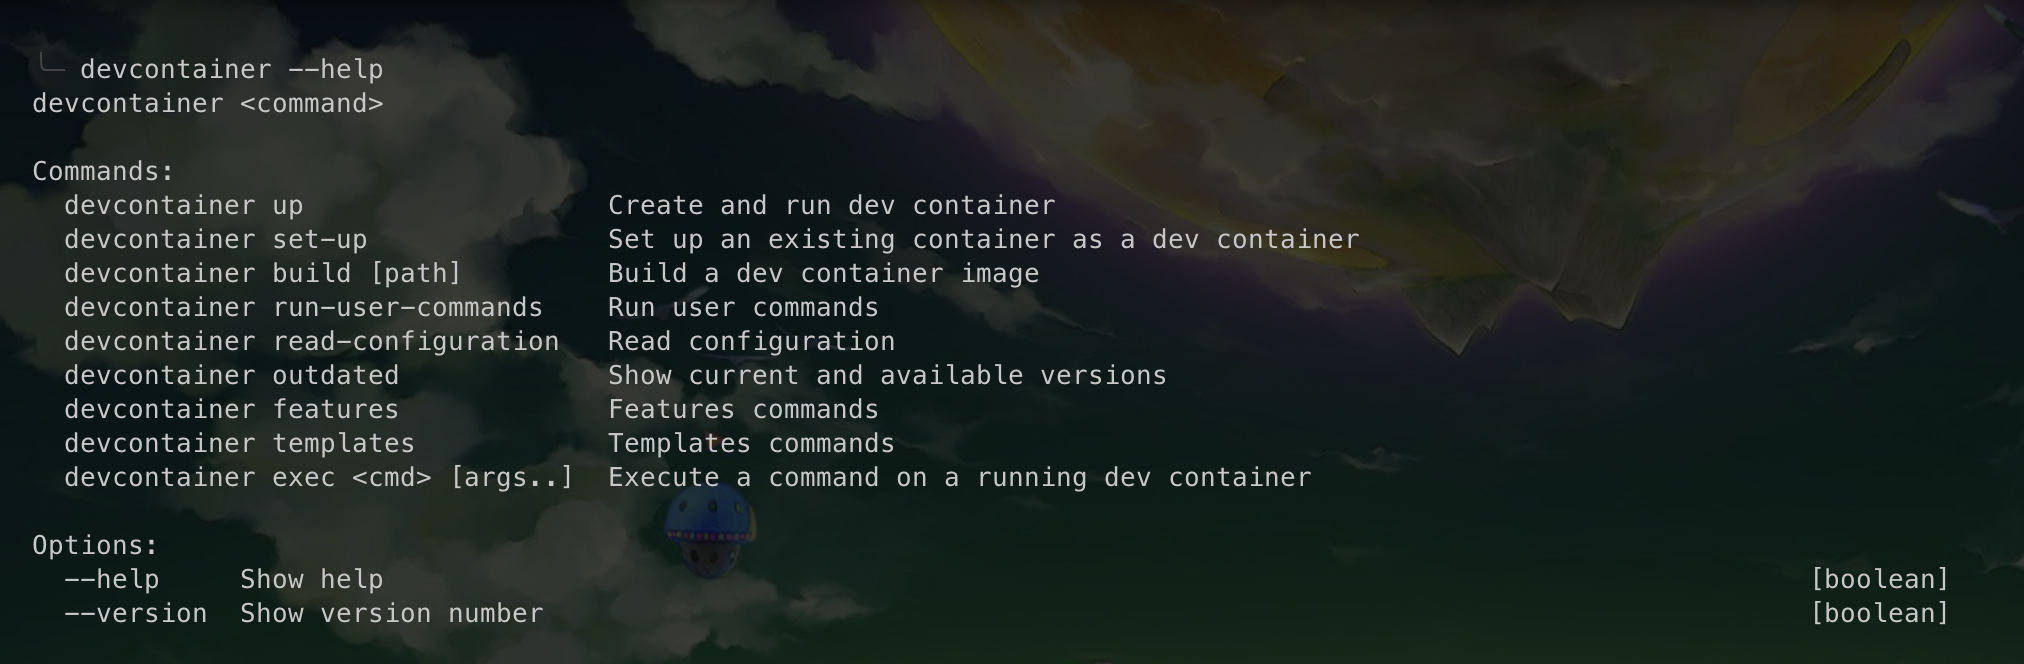 devcontainer --help
devcontainer <command>
Commands:
devcontainer up Create and run dev container
devcontainer set-up Set up an existing container as a dev container
devcontainer build [path] Build a dev container image
devcontainer run-user-commands Run user commands
devcontainer read-configuration Read configuration
devcontainer outdated Show current and available versions
devcontainer features Features commands
devcontainer templates Templates commands
devcontainer exec <cmd> [args..] Execute a command on a running dev container
Options:
--help Show help [boolean]
--version Show version number [boolean]